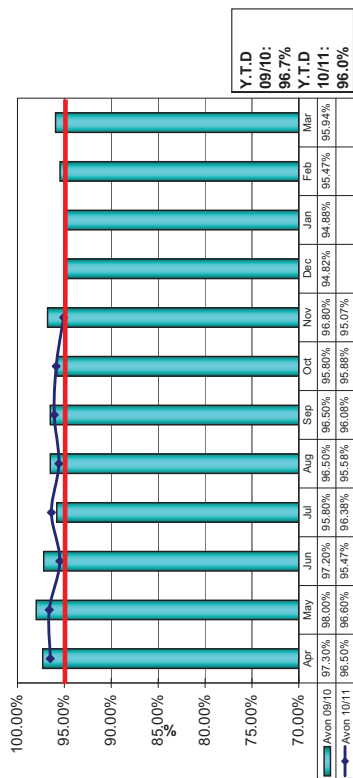 100.00%
95.00%
90.00%
85.00%
80.00%
75.00%
70.00%
%
Apr May Jun Jul Aug Sep Oct Nov Dec Jan Feb Mar
Avon 09/10 97.30% 98.00% 97.20% 95.80% 96.50% 96.50% 95.80% 96.80% 94.82% 94.88% 95.47% 95.94%
Avon 10/11 96.50% 96.60% 95.47% 96.38% 95.58% 96.08% 95.88% 95.07%
Y.T.D
09/10:
96.7%
Y.T.D
10/11:
96.0%